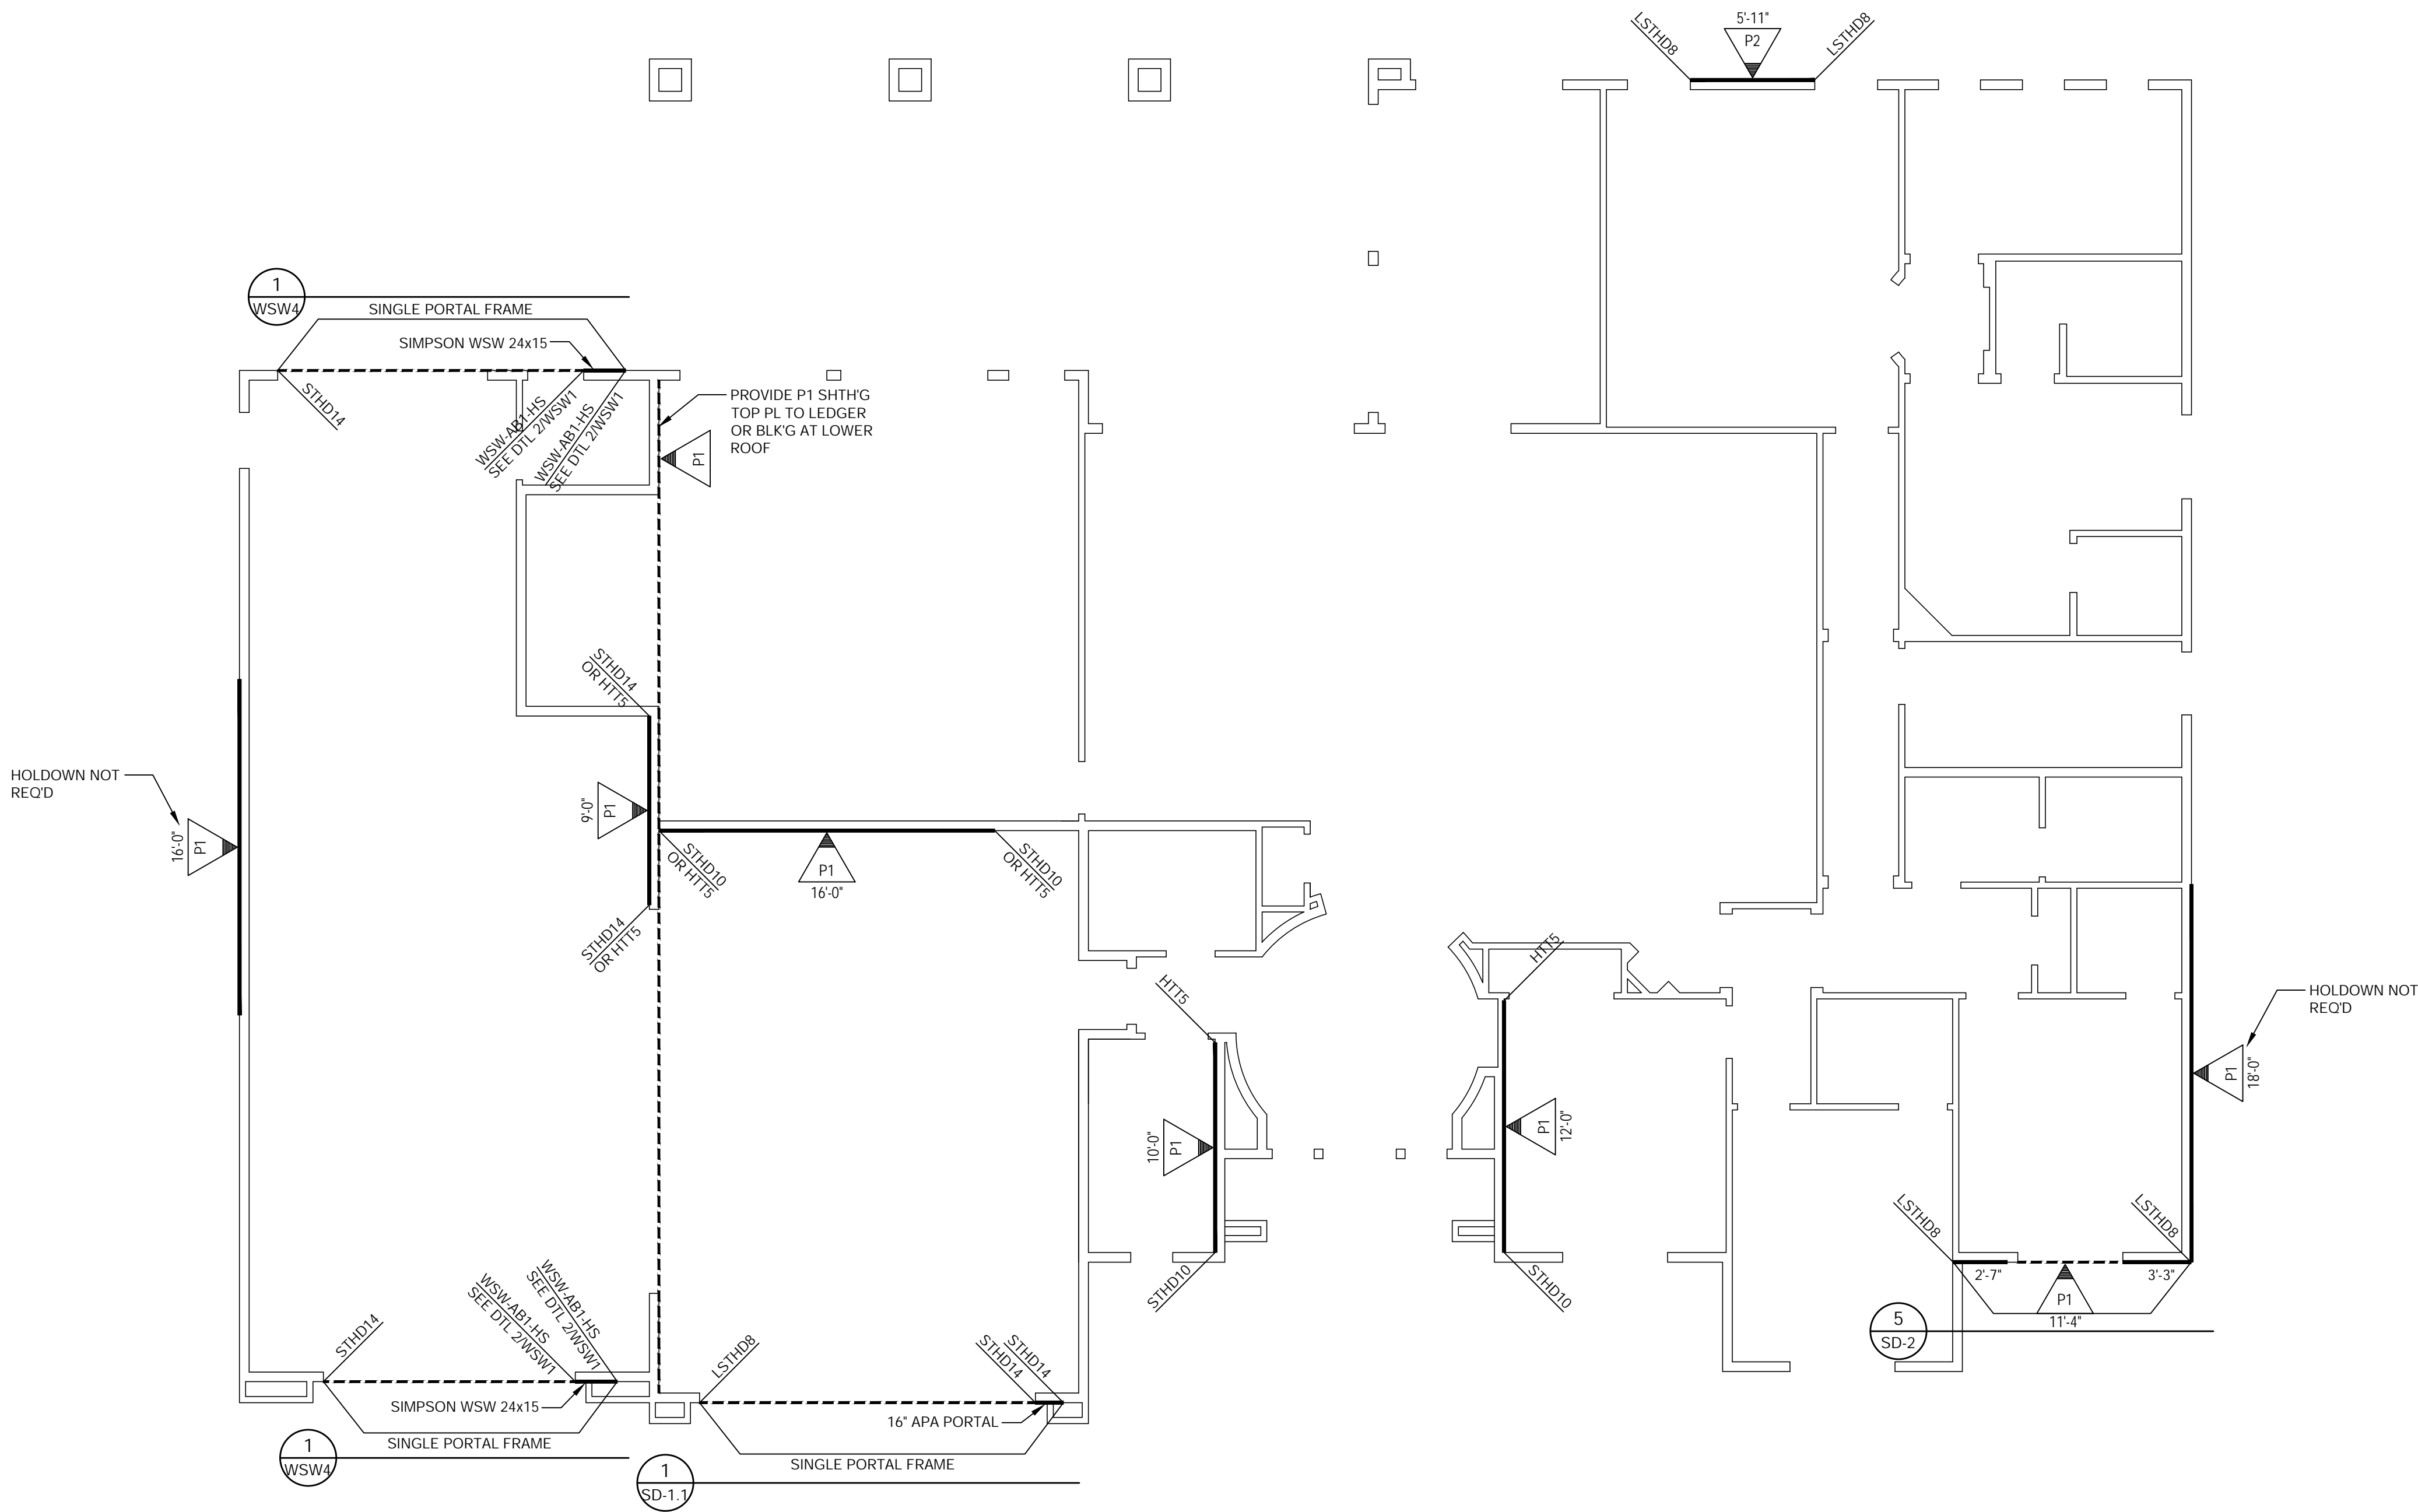 5'-11"
LSTHD8
P2
LSTHD8
1
WSW4
SINGLE PORTAL FRAME
SIMPSON WSW 24x15
STHD14
WSW-AB1-HS
SEE DTL 2/WSW1
WSW-AB1-HS
SEE DTL 2/WSW1
PROVIDE P1 SHTH'G
TOP PL TO LEDGER
OR BLK'G AT LOWER
ROOF
P1
STHD14
OR HTT5
HOLDOWN NOT
REQ'D
16'-0"
P1
9'-0"
P1
STHD10
OR HTT5
P1
16'-0"
STHD10
OR HTT5
STHD14
OR HTT5
HTT5
HTT5
HOLDOWN NOT
REQ'D
P1
18'-0"
10'-0"
P1
P1
12'-0"
STHD10
STHD10
LSTHD8
LSTHD8
2'-7"
3'-3"
P1
11'-4"
5
SD-2
STHD14
WSW-AB1-HS
SEE DTL 2/WSW1
WSW-AB1-HS
SEE DTL 2/WSW1
SIMPSON WSW 24x15
SINGLE PORTAL FRAME
1
WSW4
LSTHD8
STHD14
STHD14
16" APA PORTAL
SINGLE PORTAL FRAME
1
SD-1.1